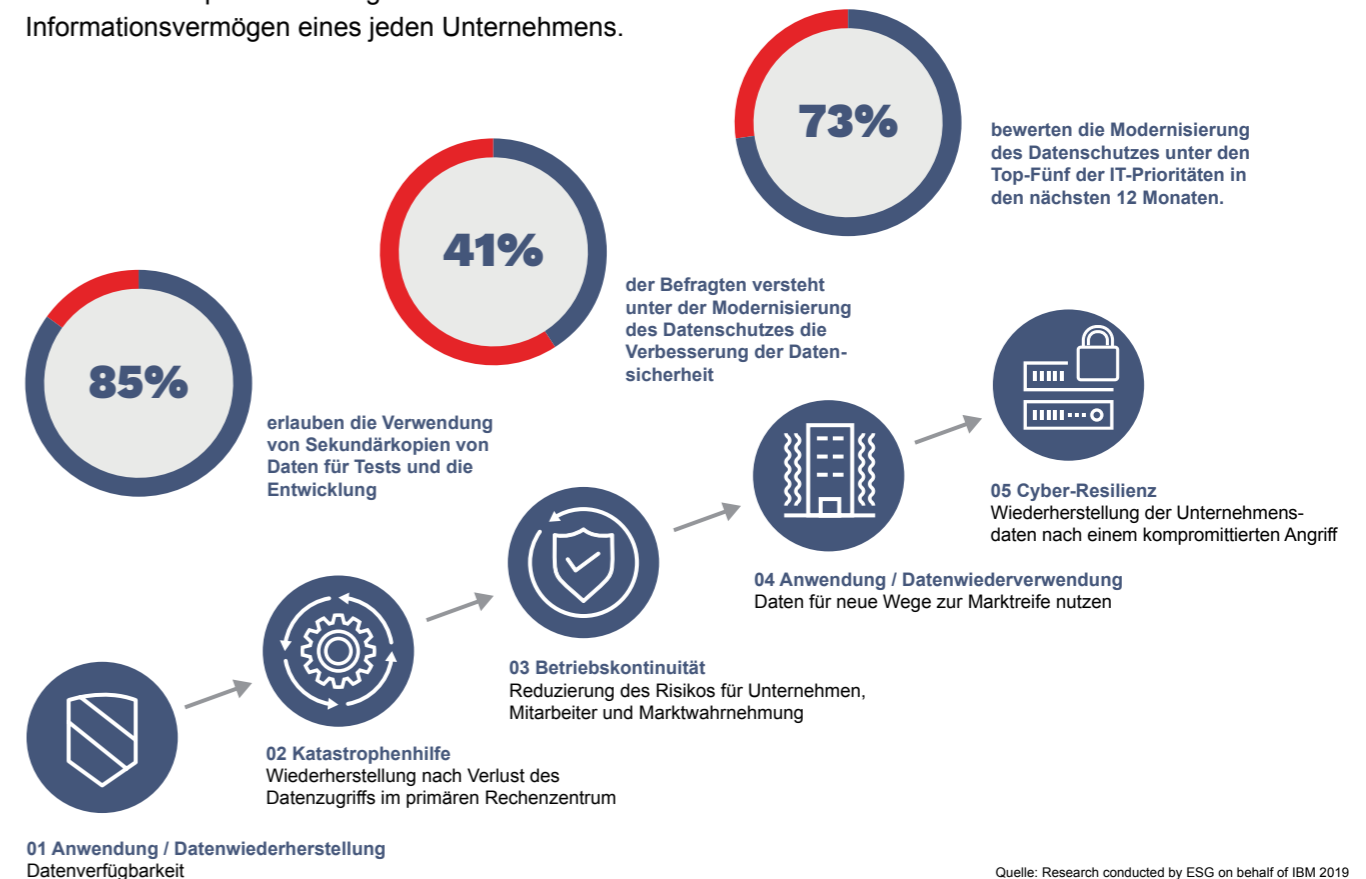 Informationsvermögen eines jeden Unternehmens.
73%
bewerten die Modernisierung
des Datenschutzes unter den
Top-Fünf der IT-Prioritäten in
den nächsten 12 Monaten.
41%
der Befragten versteht
unter der Modernisierung
des Datenschutzes die
Verbesserung der Daten-
sicherheit
85%
erlauben die Verwendung
von Sekundärkopien von
Daten für Tests und die
Entwicklung
05 Cyber-Resilienz
Wiederherstellung der Unternehmens-
daten nach einem kompromittierten Angriff
04 Anwendung / Datenwiederverwendung
Daten für neue Wege zur Marktreife nutzen
03 Betriebskontinuität
Reduzierung des Risikos für Unternehmen,
Mitarbeiter und Marktwahrnehmung
02 Katastrophenhilfe
Wiederherstellung nach Verlust des
Datenzugriffs im primären Rechenzentrum
01 Anwendung / Datenwiederherstellung
Datenverfügbarkeit
Quelle: Research conducted by ESG on behalf of IBM 2019